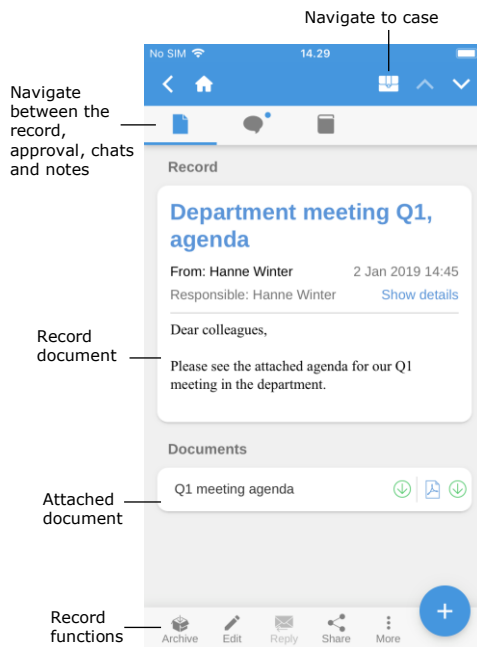 Navigate to case
No SIM
14.29
Navigate
between the
record,
approval, chats
and notes
Record
Department meeting Q1,
agenda
From: Hanne Winter 2 Jan 2019 14:45
Responsible: Hanne Winter Show details
Dear colleagues,
Record
document
Please see the attached agenda for our Q1
meeting in the department.
Documents
Q1 meeting agenda
Attached
document
Record
functions
Archive Edit Reply Share More